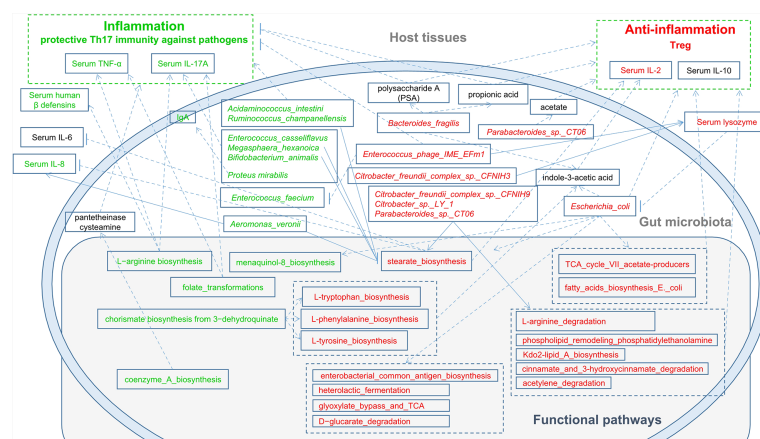 Inflammation
protective Th17 immunity against pathogens
Serum TNF-α
Serum IL-17A
Host tissues
Anti-inflammation
Treg
Serum IL-2
Serum IL-10
Serum human
β defensins
IgA
Serum IL-6
Serum IL-8
Acidaminococcus_intestini
Ruminococcus_champanellensis
Enterococcus_casseliflavus
Megasphaera_hexanoica
Bifidobacterium_animalis
Proteus mirabilis
Enterococcus_faecium
Aeromonas_veronii
polysaccharide A
(PSA)
propionic acid
acetate
Bacteroides_fragilis
Parabacteroides_sp._CT06
Serum lysozyme
Enterococcus_phage_IME_EFm1
Citrobacter_freundii_complex_sp._CFNIH3
indole-3-acetic acid
Citrobacter_freundii_complex_sp._CFNIH9
Citrobacter_sp._LY_1
Parabacteroides_sp._CT06
Escherichia_coli
Gut microbiota
pantetheinase
cysteamine
L−arginine biosynthesis
menaquinol-8_biosynthesis
stearate_biosynthesis
folate_transformations
TCA_cycle_VII_acetate-producers
fatty_acids_biosynthesis_E._coli
chorismate biosynthesis from 3−dehydroquinate
L-tryptophan_biosynthesis
L-phenylalanine_biosynthesis
L-tyrosine_biosynthesis
L-arginine_degradation
phospholipid_remodeling_phosphatidylethanolamine
Kdo2-lipid_A_biosynthesis
cinnamate_and_3-hydroxycinnamate_degradation
acetylene_degradation
coenzyme_A_biosynthesis
enterobacterial_common_antigen_biosynthesis
heterolactic_fermentation
glyoxylate_bypass_and_TCA
D−glucarate_degradation
Functional pathways